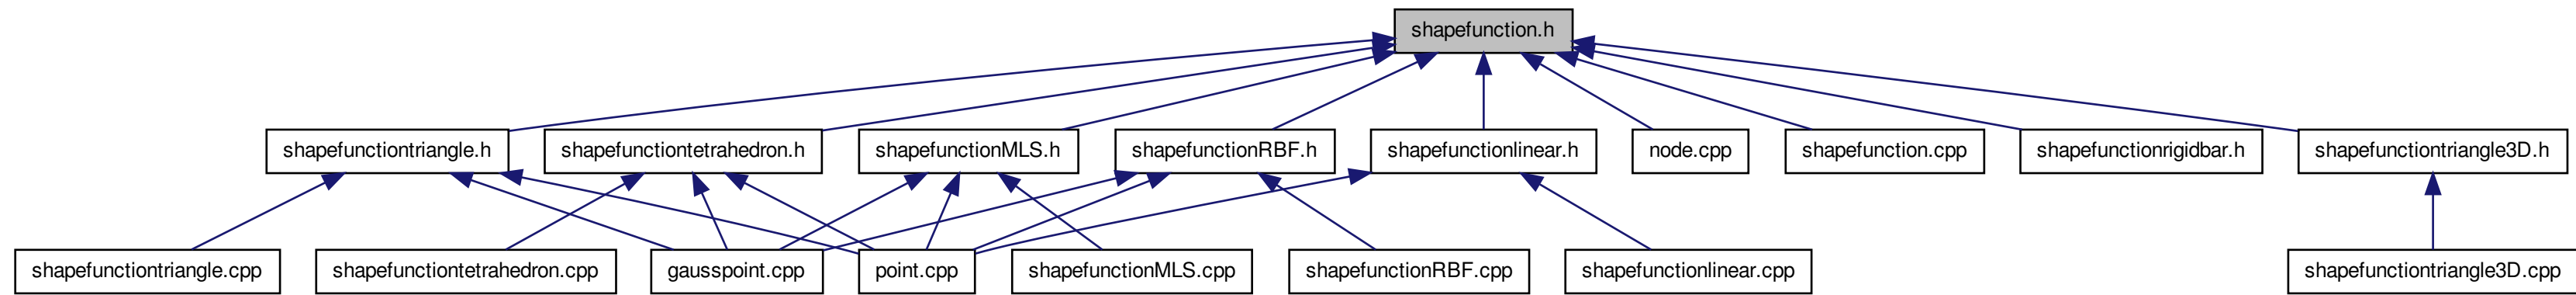 shapefunction.h
shapefunctiontriangle.h
shapefunctiontetrahedron.h
shapefunctionMLS.h
shapefunctionRBF.h
shapefunctionlinear.h
node.cpp
shapefunction.cpp
shapefunctionrigidbar.h
shapefunctiontriangle3D.h
shapefunctiontriangle.cpp
shapefunctiontetrahedron.cpp
gausspoint.cpp
point.cpp
shapefunctionMLS.cpp
shapefunctionRBF.cpp
shapefunctionlinear.cpp
shapefunctiontriangle3D.cpp